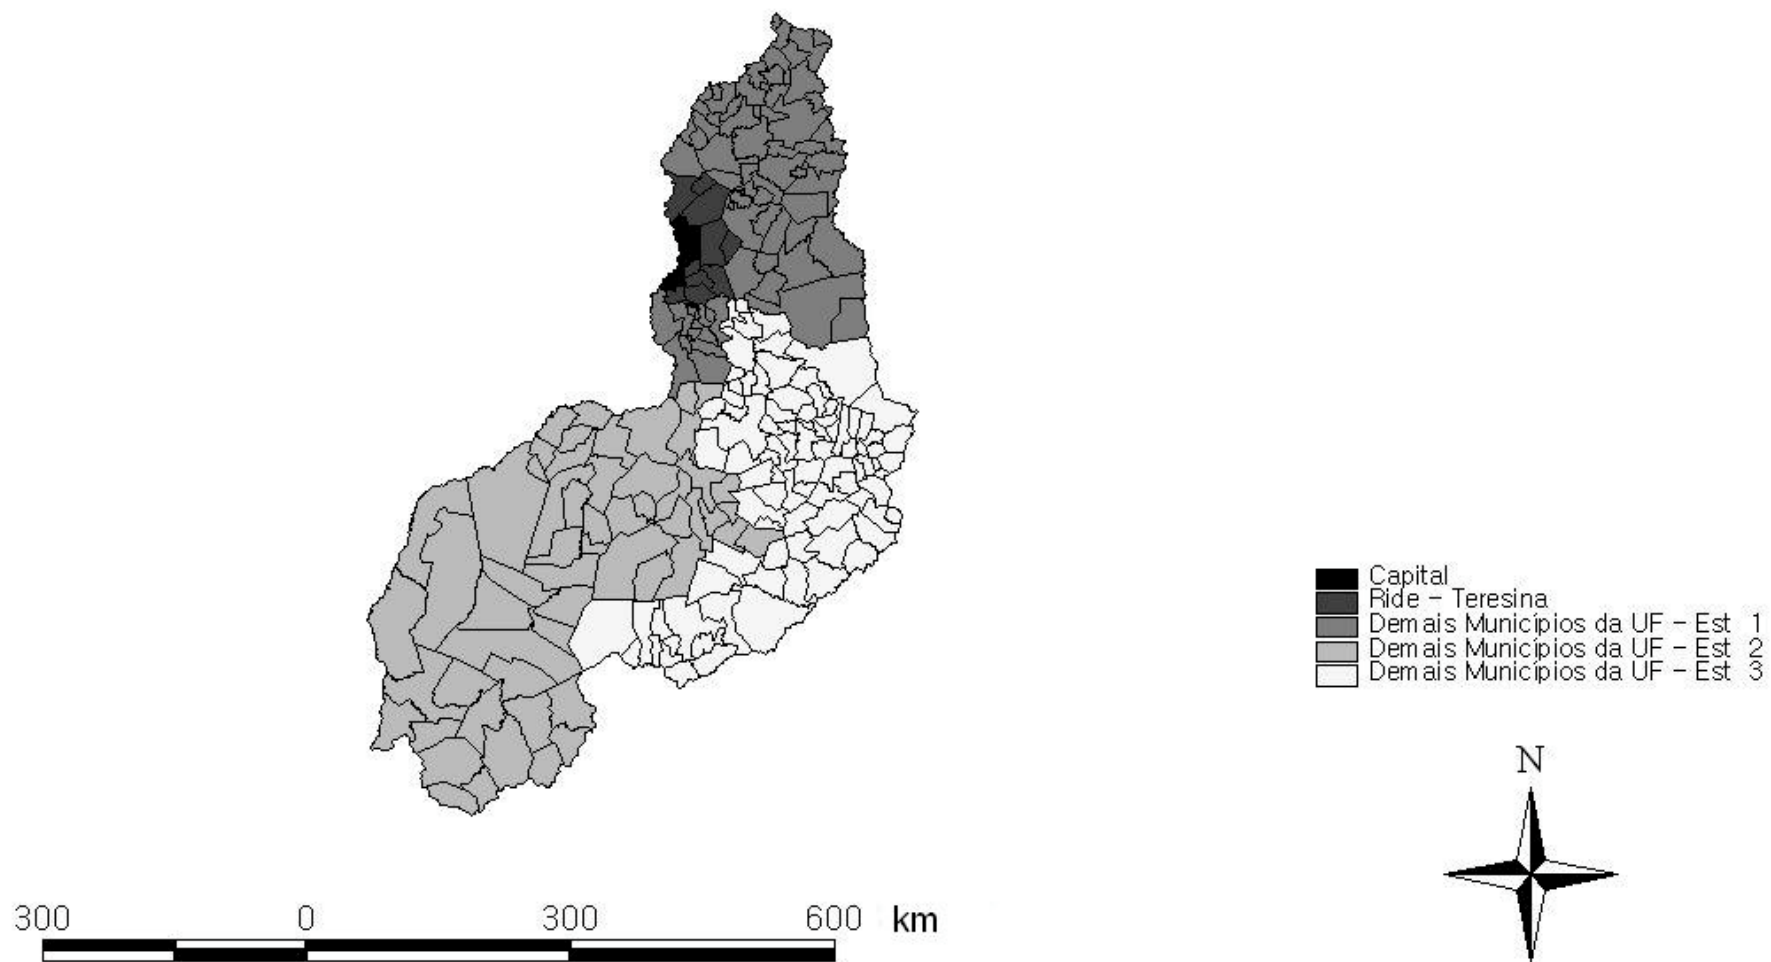 Capital
Ride - Teresina
Demais Municípios da UF - Est 1
Demais Municípios da UF - Est 2
Demais Municípios da UF - Est 3
N
300 0 300 600 km